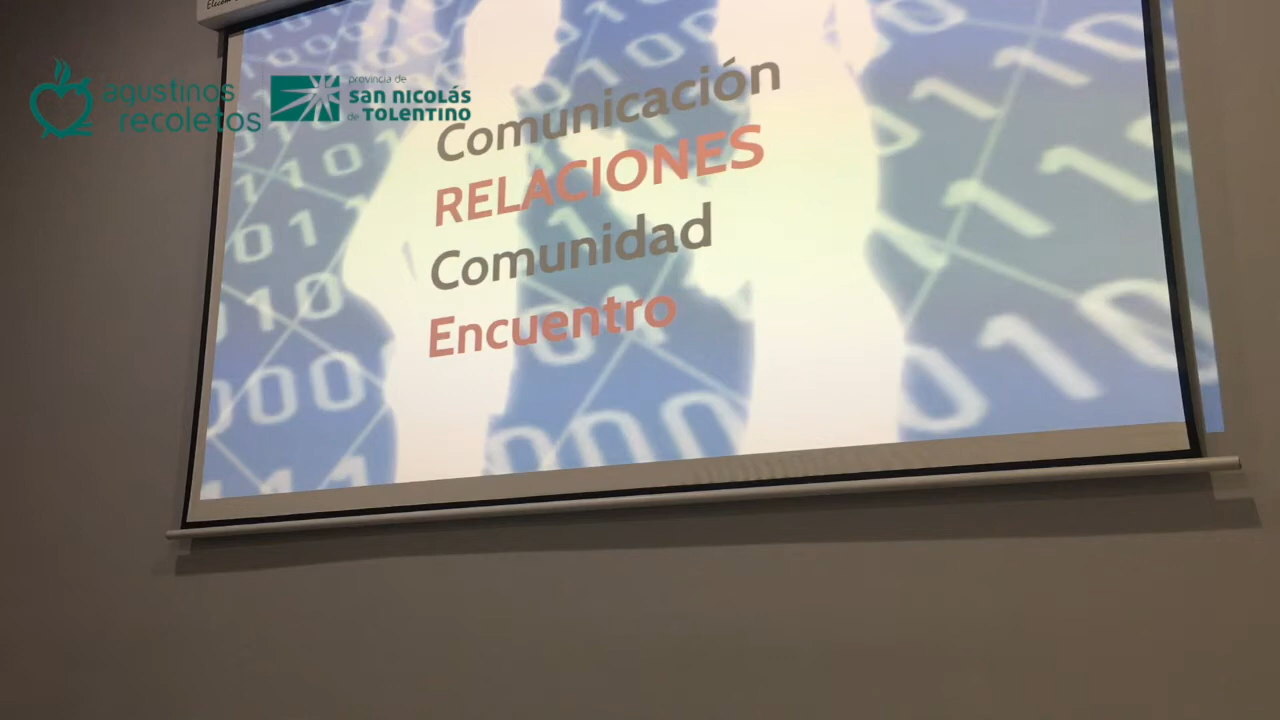 agustinos
recoletos
provincia de
SAN NICOLÁS
de TOLENTINO
Comunicación
RELACIONES
Comunidad
Encuentro